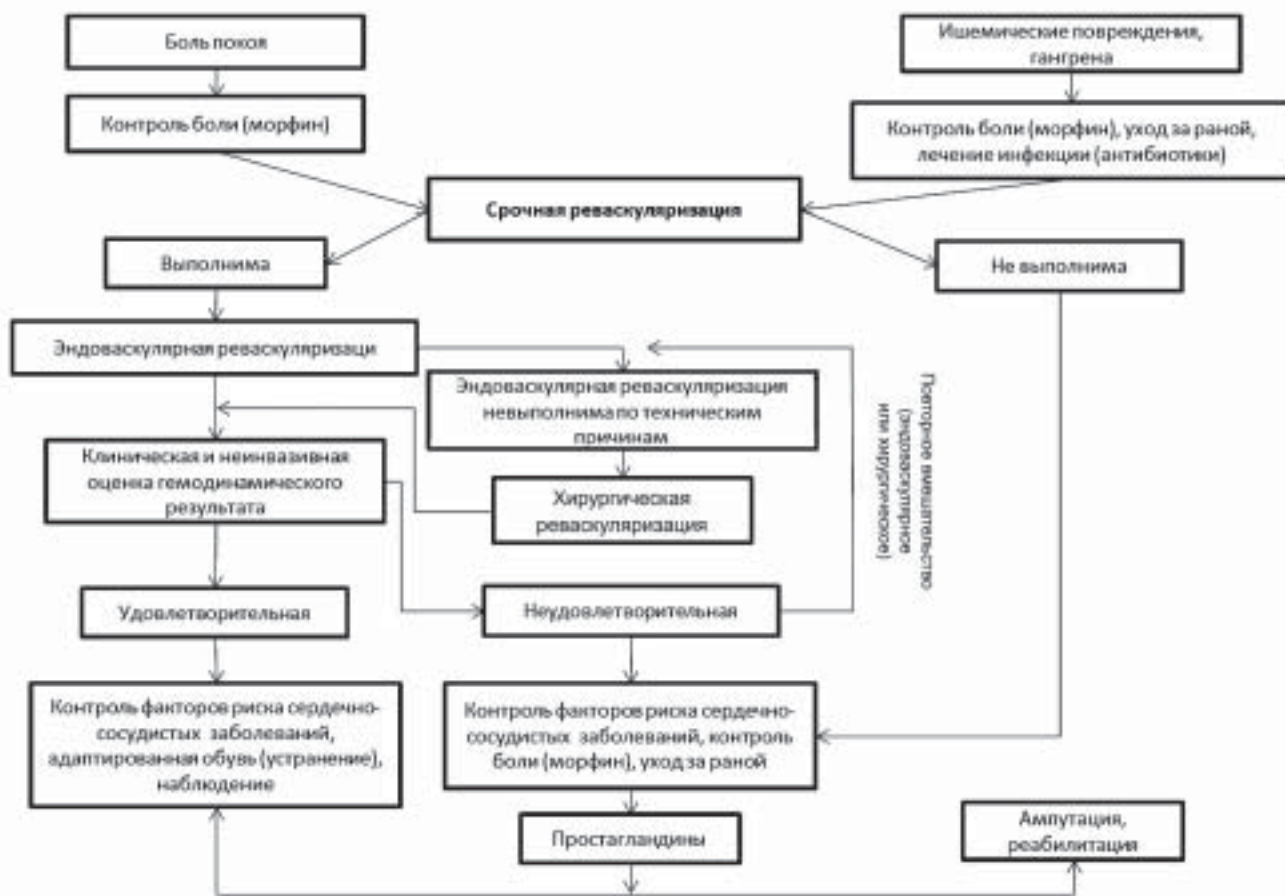 Боль покоя
Ишемические повреждения,
гангрена
Контроль боли (морфин)
Контроль боли (морфин), уход за раной,
лечение инфекции (антибиотики)
Срочная реваскуляризация
Выполнима
Не выполнима
Эндоваскулярная реваскуляризаци
Эндоваскулярная реваскуляризация
невыполнима по техническим
причинам
Повторное вмешательство
(эндоваскулярное
или хирургическое)
Клиническая и неинвазивная
оценка гемодинамического
результата
Хирургическая
реваскуляризация
Удовлетворительная
Неудовлетворительная
Контроль факторов риска сердечно-
сосудистых заболеваний,
адаптированная обувь (устранение),
наблюдение
Контроль факторов риска сердечно-
сосудистых заболеваний, контроль
боли (морфин), уход за раной
Простагландины
Ампутация,
реабилитация